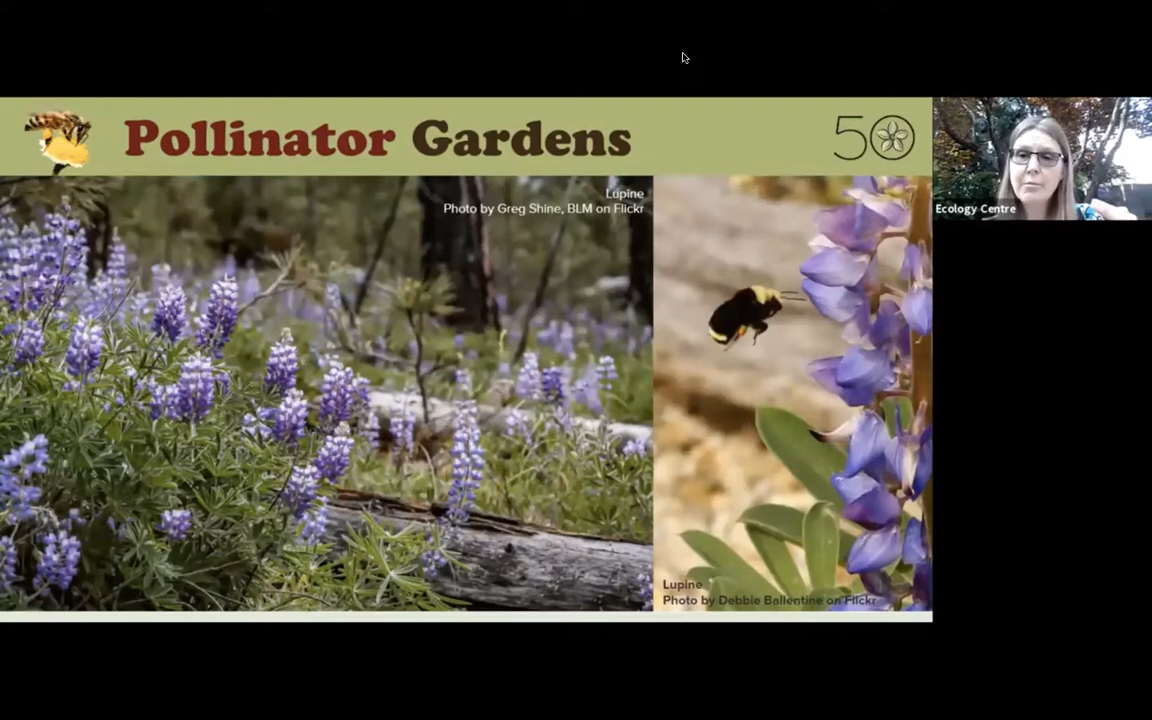 Pollinator Gardens
50
Lupine
Photo by Greg Shine, BLM on Flickr
Lupine
Photo by Debbie Ballentine on Flickr
Ecology Centre